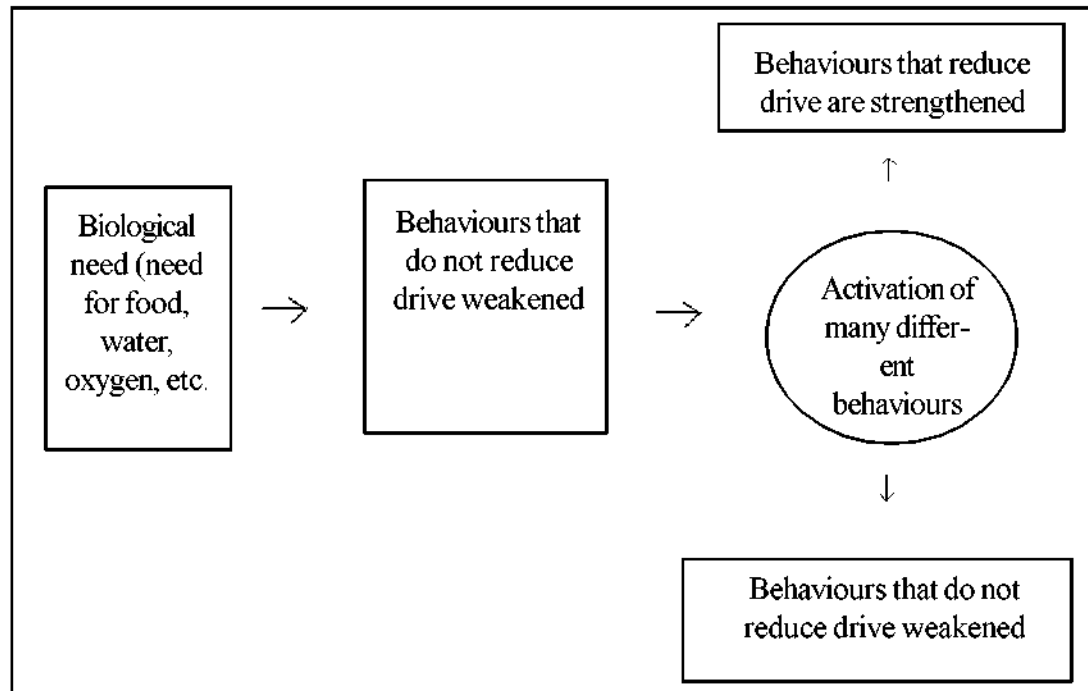 Biological
need (need
for food,
water,
oxygen, etc.
Behaviours that
do not reduce
drive weakened
Behaviours that reduce
drive are strengthened
Activation of
many differ-
ent
behaviours
Behaviours that do not
reduce drive weakened